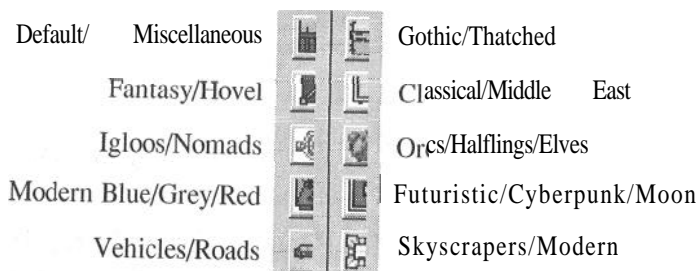 Default/ Miscellaneous
Gothic/Thatched
Fantasy/Hovel
Classical/Middle East
Igloos/Nomads
Orcs/Halflings/Elves
Modern Blue/Grey/Red
Futuristic/Cyberpunk/Moon
Vehicles/Roads
Skyscrapers/Modern